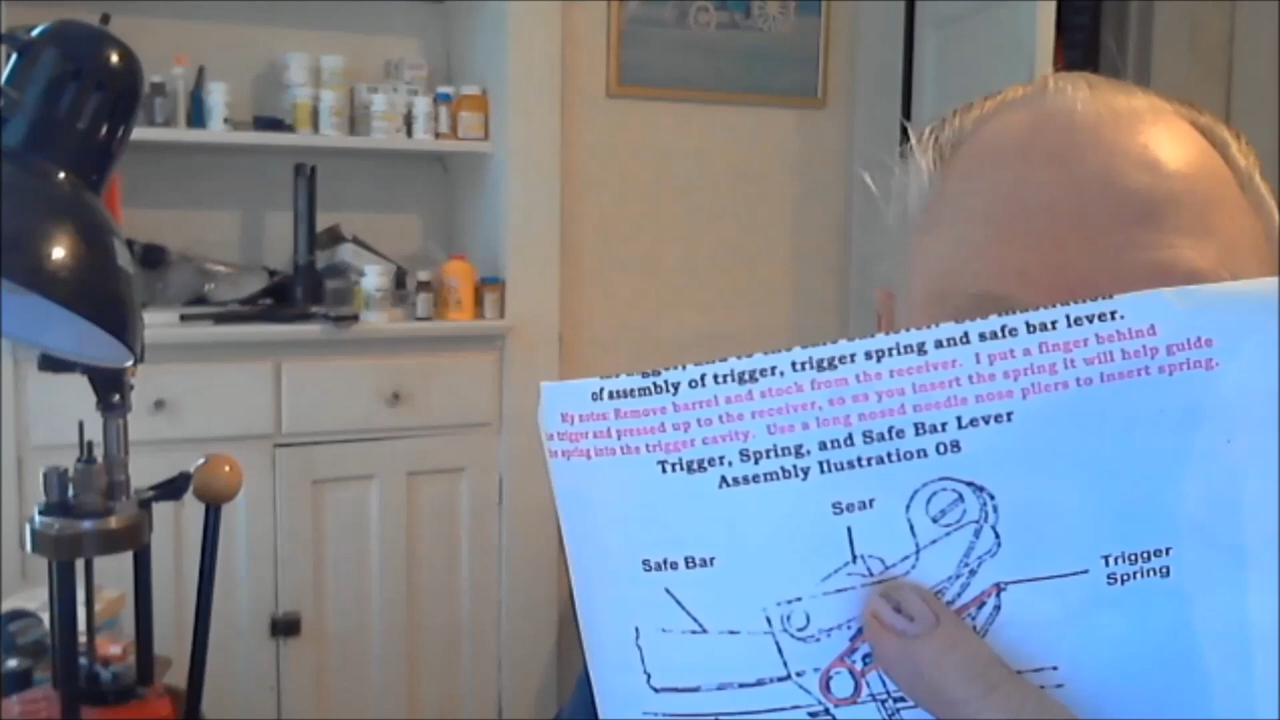 of assembly of trigger, trigger spring and safe bar lever.
My notes: Remove barrel and stock from the receiver. I put a finger behind
trigger and pressed up to the receiver, so as you insert the spring it will help guide
spring into the trigger cavity. Use a long nosed needle nose pliers to insert spring.
Trigger, Spring, and Safe Bar Lever
Assembly Ilustration 08
Sear
Safe Bar
Trigger
Spring